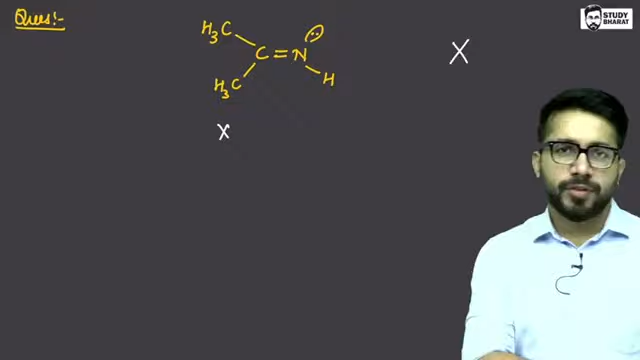 Ques:-
H₃C
C=N
H
H₃C
X
X
STUDY
BHARAT